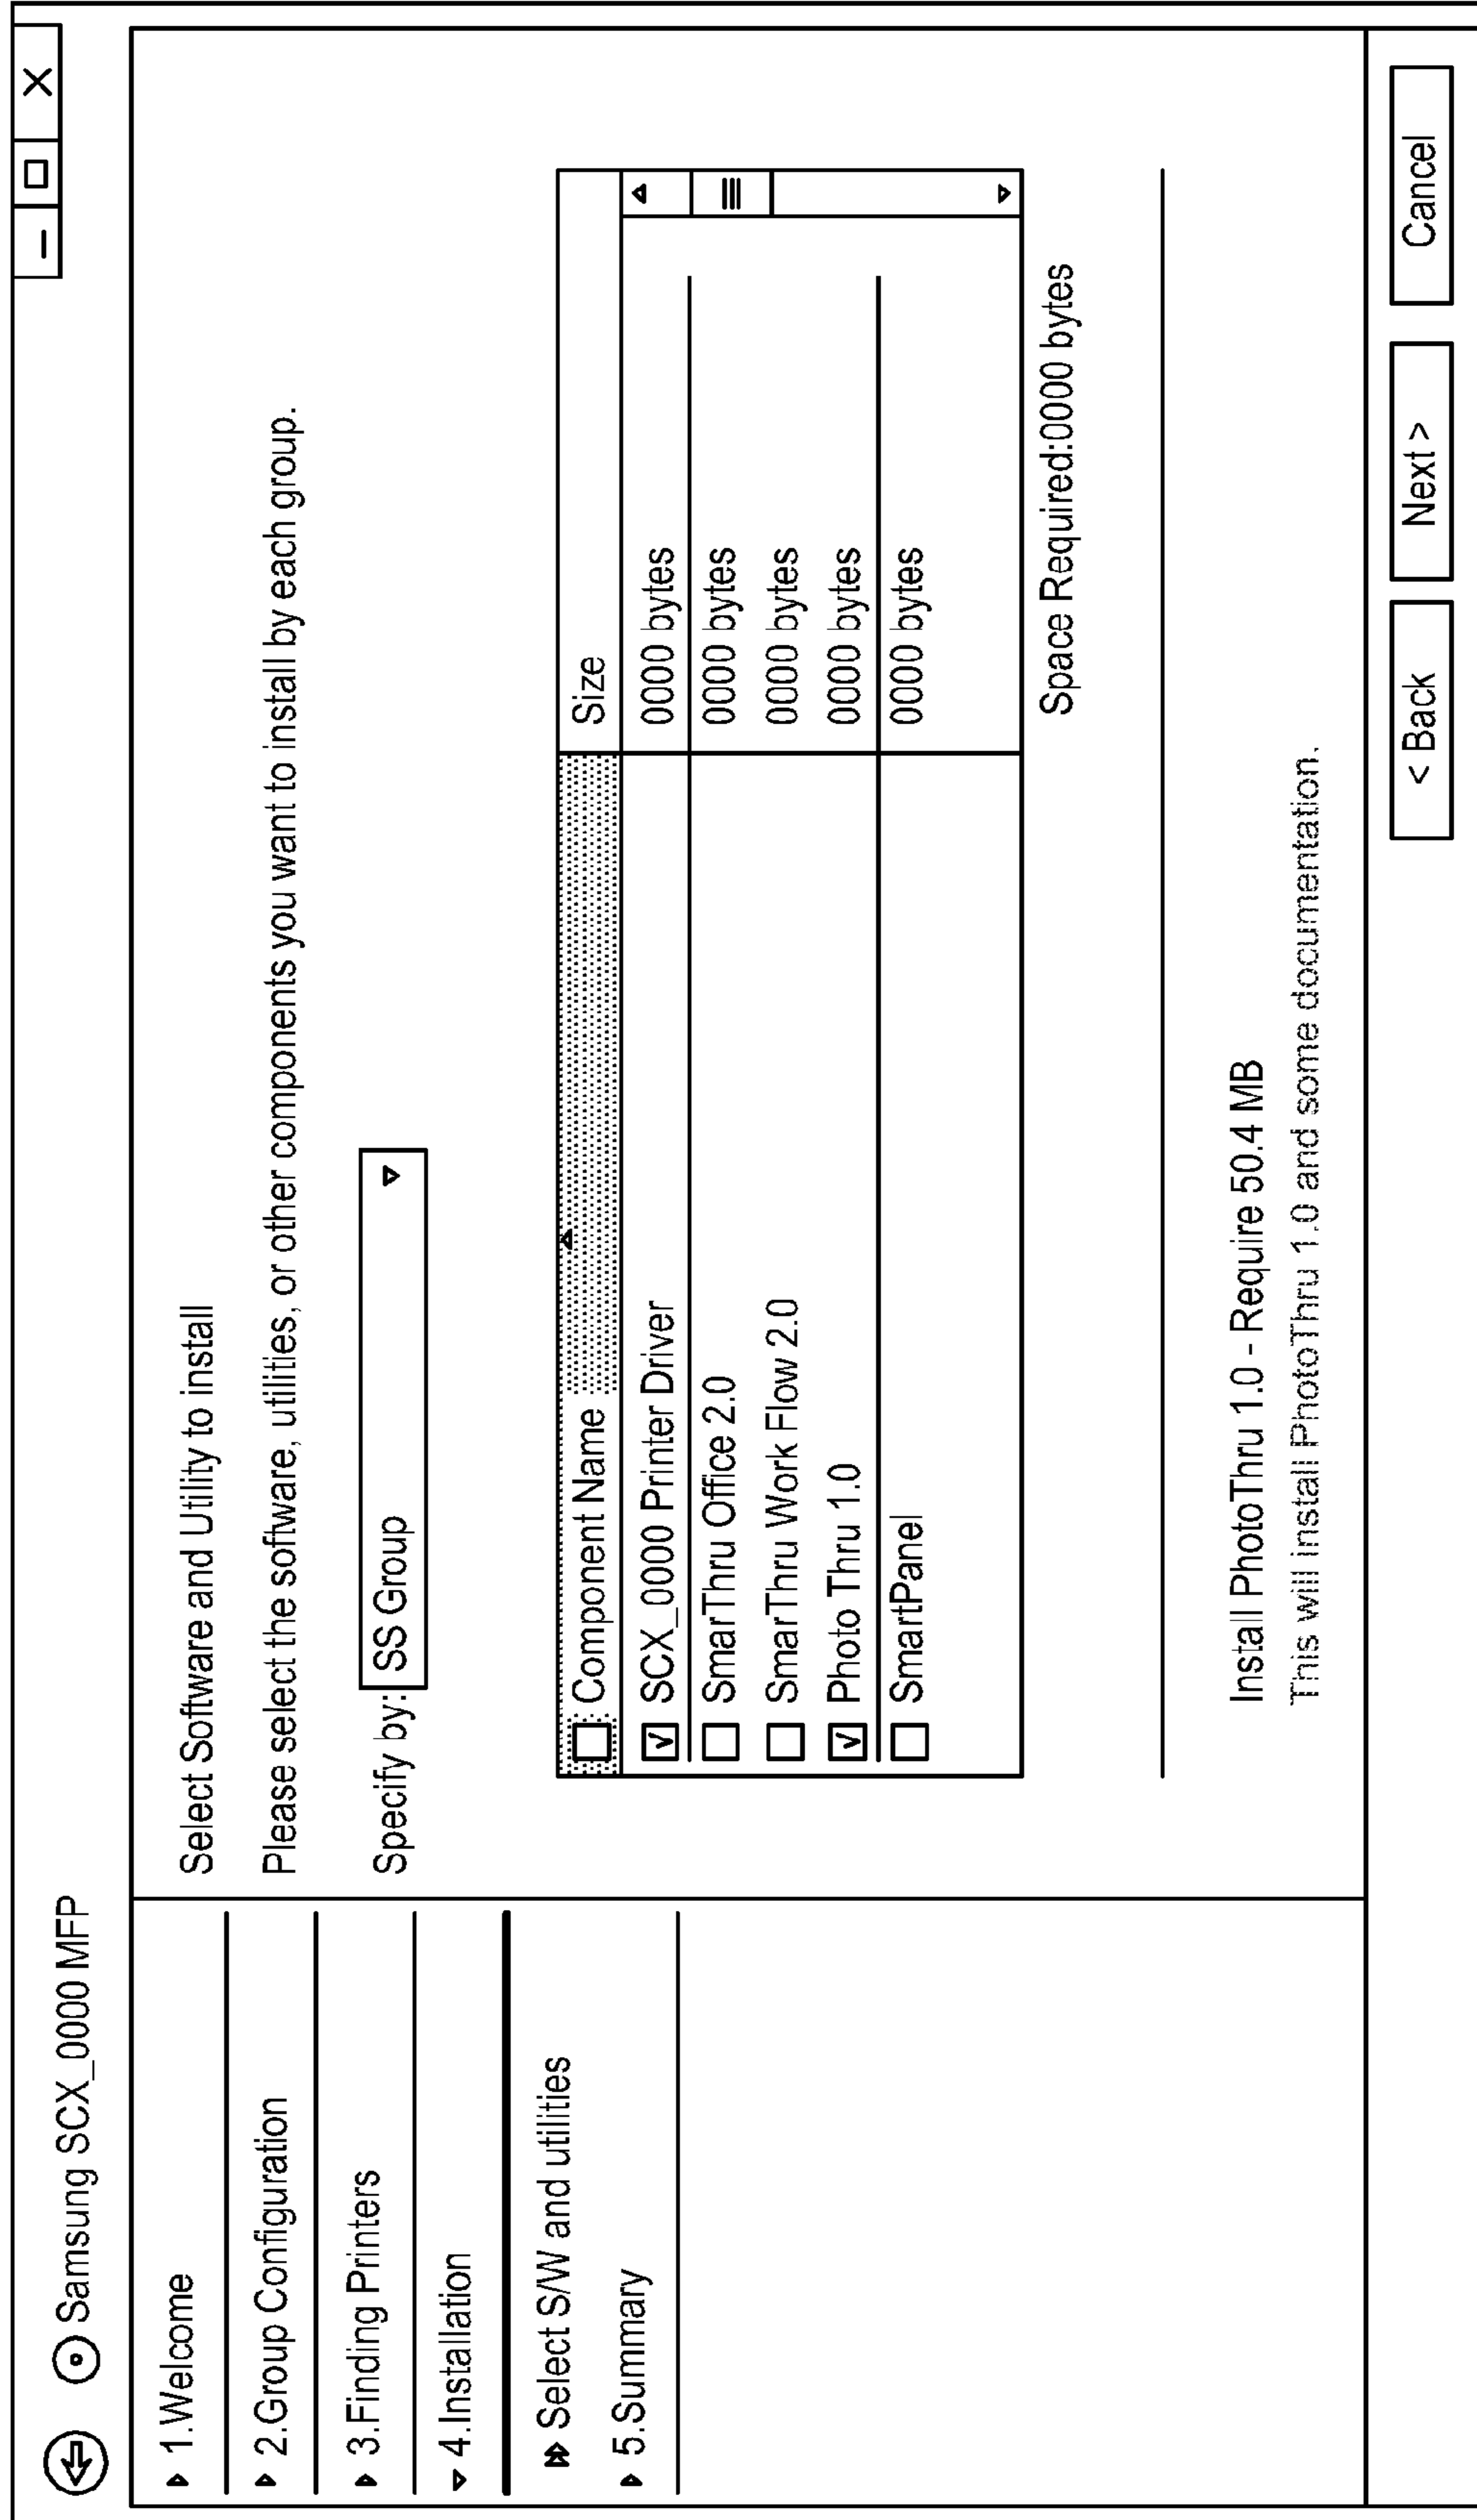 Samsung SCX_0000 MFP
1.Welcome
2.Group Configuration
3.Finding Printers
4.Installation
Select S/W and utilities
5.Summary
Select Software and Utility to install
Please select the software, utilities, or other components you want to install by each group.
Specify by: SS Group
Component Name Size
SCX_0000 Printer Driver 0000 bytes
SmarThru Office 2.0 0000 bytes
SmarThru Work Flow 2.0 0000 bytes
Photo Thru 1.0 0000 bytes
SmartPanel 0000 bytes
Space Required:0000 bytes
Install PhotoThru 1.0 - Require 50.4 MB
This will install PhotoThru 1.0 and some documentation.
< Back Next > Cancel